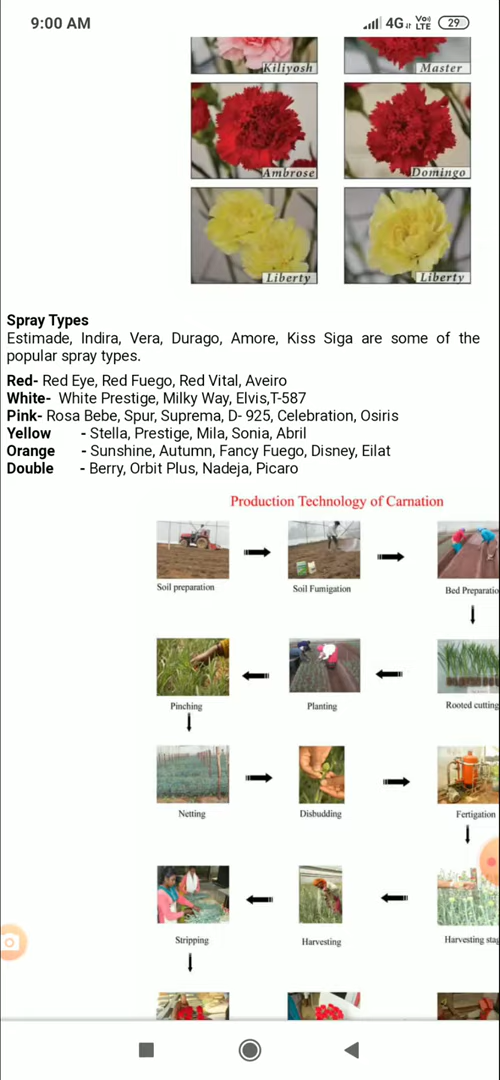 9:00 AM 4G Vo)) LTE 29
Kiliyosh Master
Ambrose Domingo
Liberty Liberty
Spray Types
Estimade, Indira, Vera, Durago, Amore, Kiss Siga are some of the
popular spray types.
Red- Red Eye, Red Fuego, Red Vital, Aveiro
White- White Prestige, Milky Way, Elvis,T-587
Pink- Rosa Bebe, Spur, Suprema, D- 925, Celebration, Osiris
Yellow - Stella, Prestige, Mila, Sonia, Abril
Orange - Sunshine, Autumn, Fancy Fuego, Disney, Eilat
Double - Berry, Orbit Plus, Nadeja, Picaro
Production Technology of Carnation
Soil preparation Soil Fumigation Bed Preparatio
Pinching Planting Rooted cutting
Netting Disbudding Fertigation
Stripping Harvesting Harvesting stag